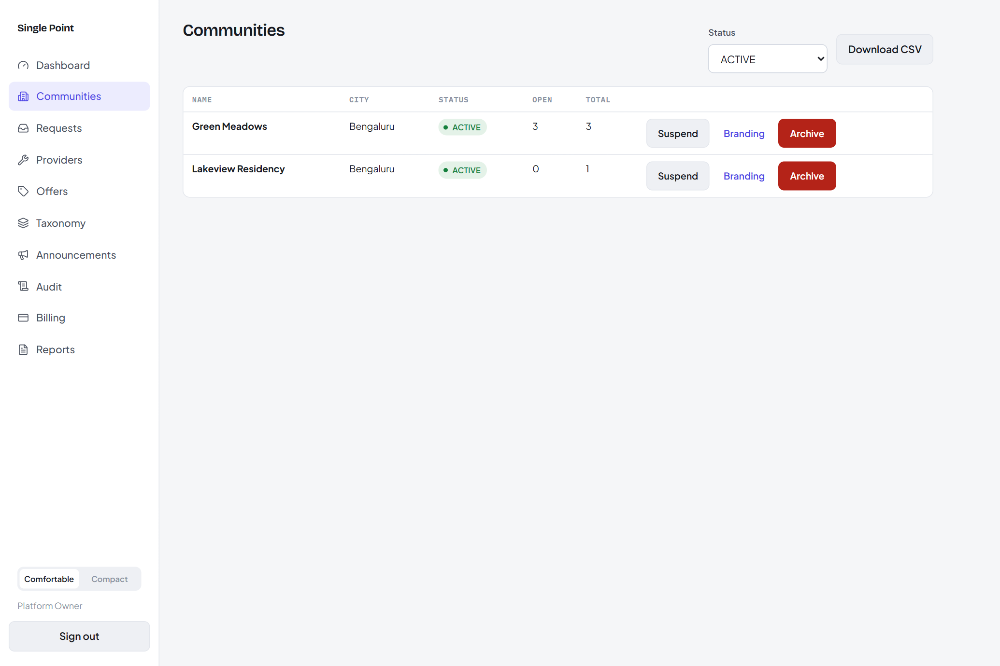 Single Point
Dashboard
Communities
Requests
Providers
Offers
Taxonomy
Announcements
Audit
Billing
Reports
Comfortable Compact
Platform Owner
Sign out
Communities
Status
ACTIVE
Download CSV
NAME CITY STATUS OPEN TOTAL
Green Meadows Bengaluru ACTIVE 3 3 Suspend Branding Archive
Lakeview Residency Bengaluru ACTIVE 0 1 Suspend Branding Archive